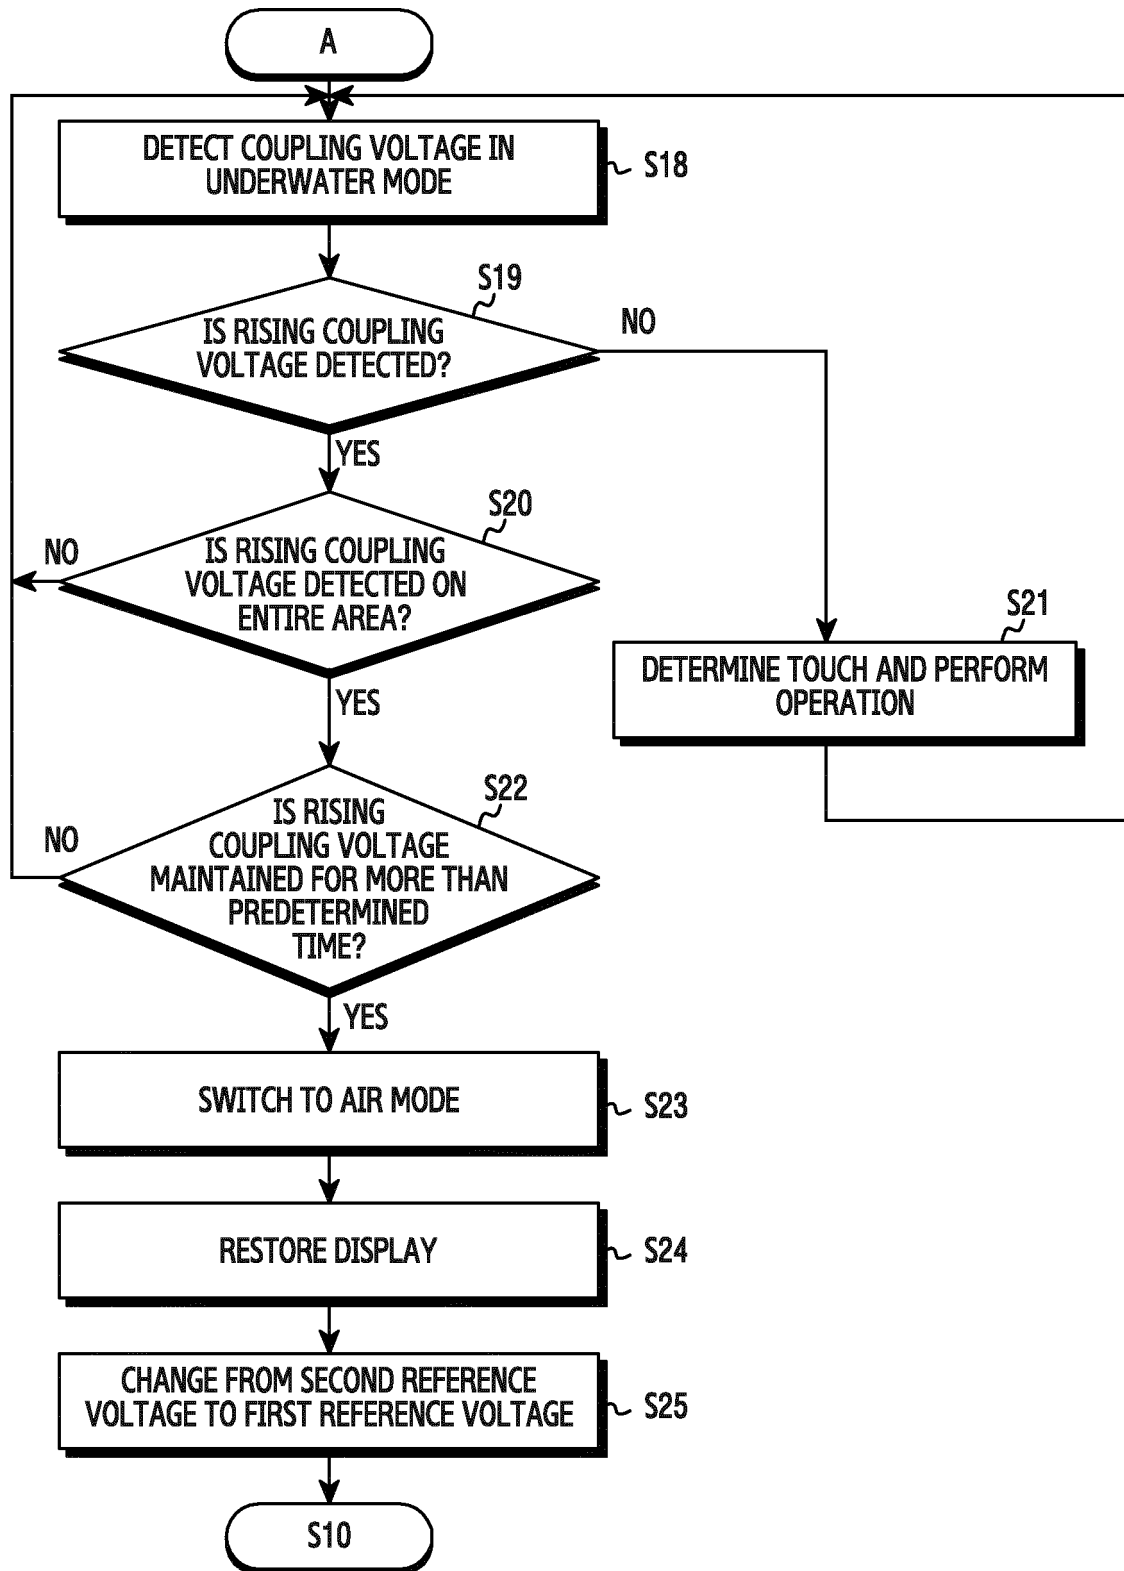 A
DETECT COUPLING VOLTAGE IN
UNDERWATER MODE
S18
S19
IS RISING COUPLING
VOLTAGE DETECTED?
NO
YES
S20
IS RISING COUPLING
VOLTAGE DETECTED ON
ENTIRE AREA?
NO
YES
S21
DETERMINE TOUCH AND PERFORM
OPERATION
S22
IS RISING
COUPLING VOLTAGE
MAINTAINED FOR MORE THAN
PREDETERMINED
TIME?
NO
YES
SWITCH TO AIR MODE
S23
RESTORE DISPLAY
S24
CHANGE FROM SECOND REFERENCE
VOLTAGE TO FIRST REFERENCE VOLTAGE
S25
S10